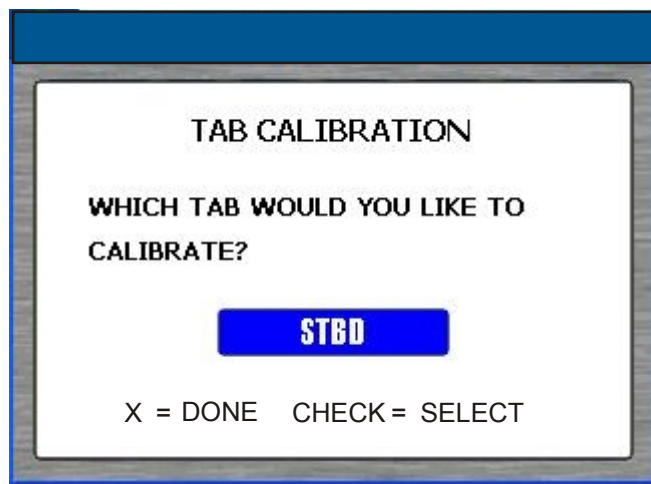 TAB CALIBRATION
WHICH TAB WOULD YOU LIKE TO
CALIBRATE?
STBD
X = DONE CHECK = SELECT